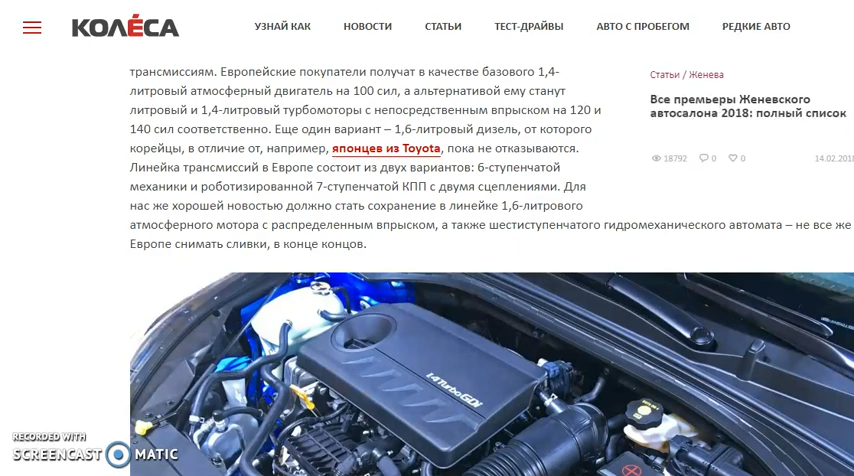 КОЛЁСА
УЗНАЙ КАК НОВОСТИ СТАТЬИ ТЕСТ-ДРАЙВЫ АВТО С ПРОБЕГОМ РЕДКИЕ АВТО
трансмиссиям. Европейские покупатели получат в качестве базового 1,4-
литровый атмосферный двигатель на 100 сил, а альтернативой ему станут
литровый и 1,4-литровый турбомоторы с непосредственным впрыском на 120 и
140 сил соответственно. Еще один вариант – 1,6-литровый дизель, от которого
корейцы, в отличие от, например, японцев из Toyota, пока не отказываются.
Линейка трансмиссий в Европе состоит из двух вариантов: 6-ступенчатой
механики и роботизированной 7-ступенчатой КПП с двумя сцеплениями. Для
нас же хорошей новостью должно стать сохранение в линейке 1,6-литрового
атмосферного мотора с распределенным впрыском, а также шестиступенчатого гидромеханического автомата – не все же
Европе снимать сливки, в конце концов.
Статьи / Женева
Все премьеры Женевского
автосалона 2018: полный список
18792 0 0 14.02.2018
1.4 Turbo GDi
RECORDED WITH
SCREENCAST MATIC